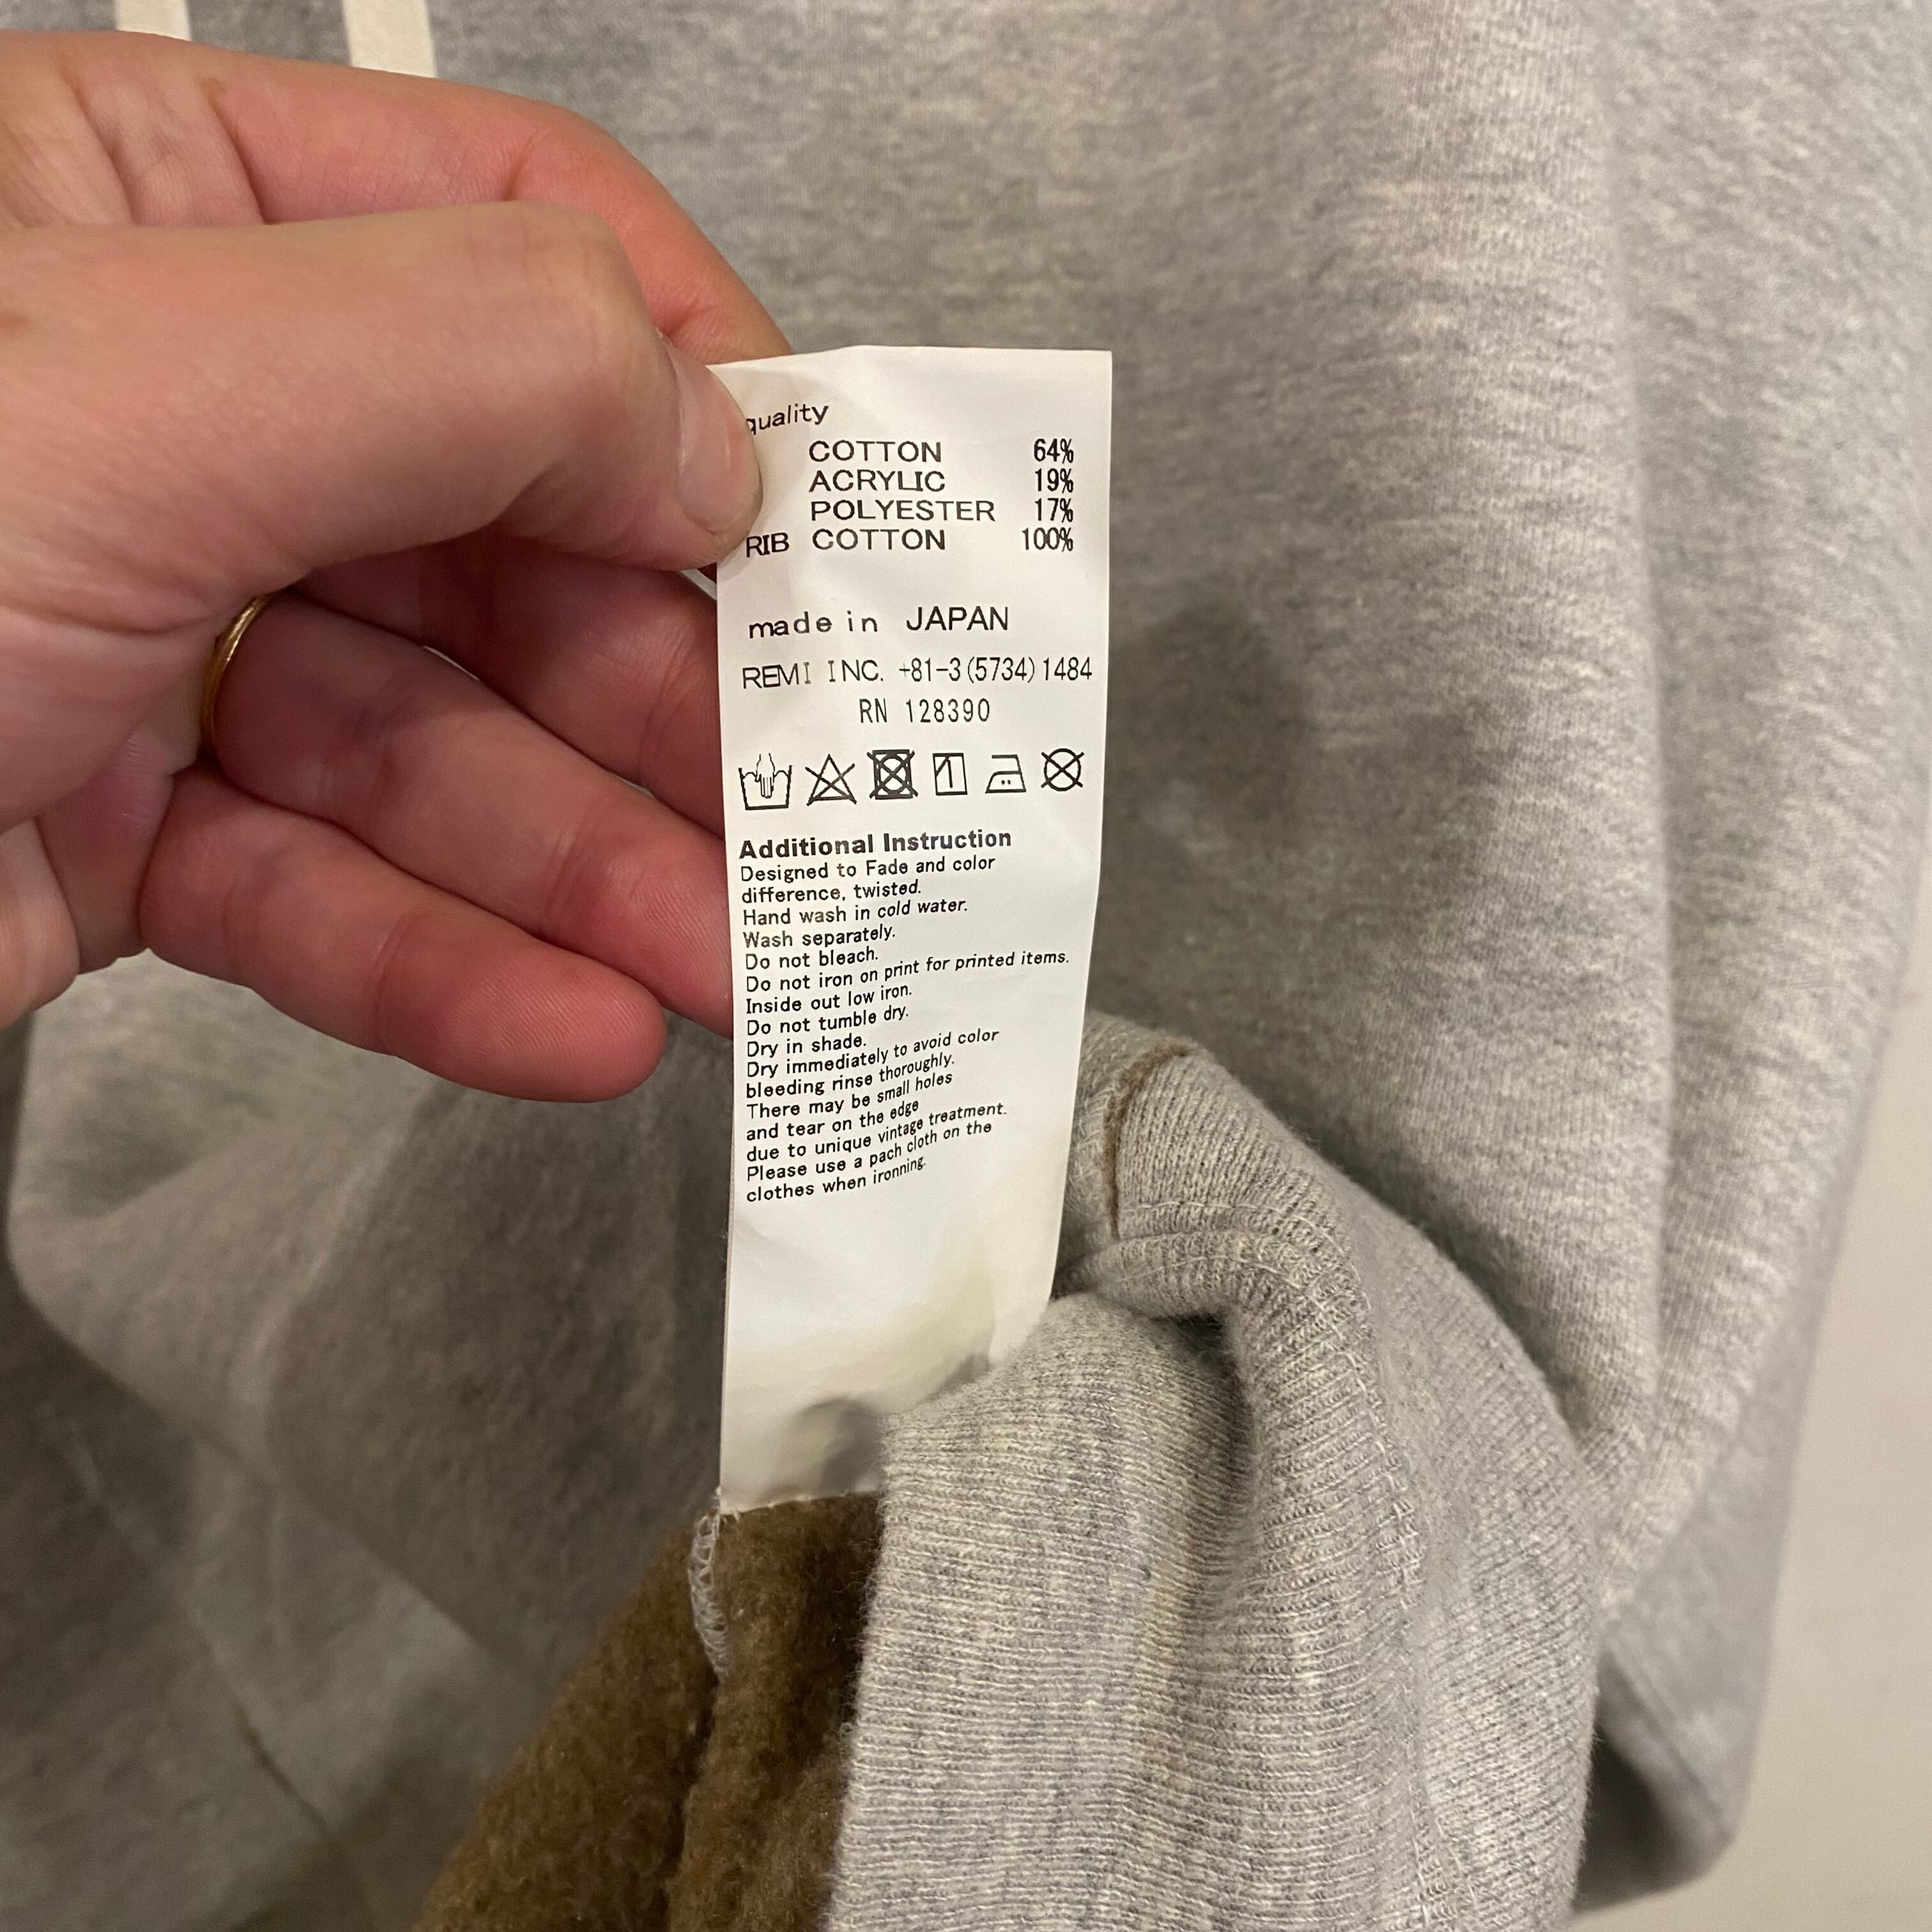 quality
COTTON 64%
ACRYLIC 19%
POLYESTER 17%
RIB COTTON 100%
made in JAPAN
REMI INC. +81-3(5734)1484
RN 128390
Additional Instruction
Designed to Fade and color
difference, twisted.
Hand wash in cold water.
Wash separately.
Do not bleach.
Do not iron on print for printed items.
Inside out low iron.
Do not tumble dry.
Dry in shade.
Dry immediately to avoid color
bleeding rinse thoroughly.
There may be small holes
and tear on the edge
due to unique vintage treatment.
Please use a pach cloth on the
clothes when ironning.